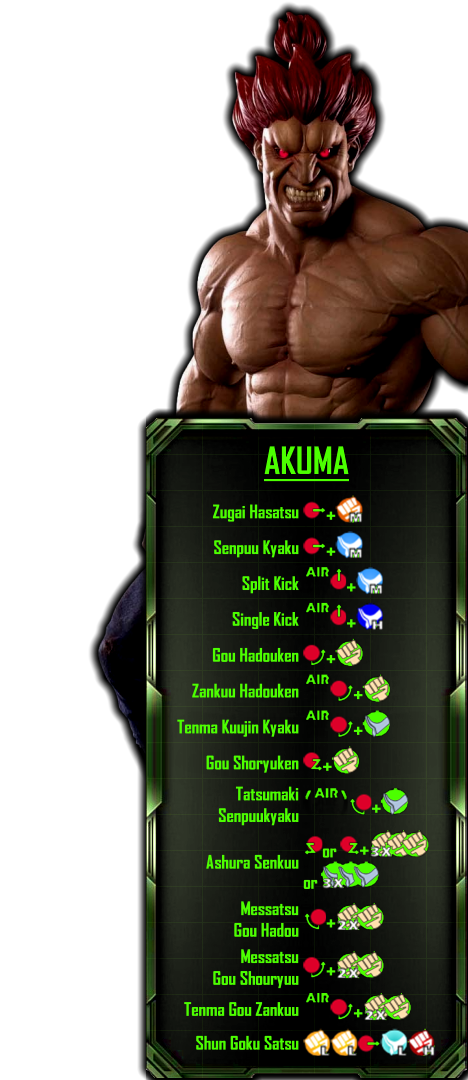 AKUMA
Zugai Hasatsu + M
Senpuu Kyaku + M
Split Kick AIR + M
Single Kick AIR + H
Gou Hadouken +
Zankuu Hadouken AIR +
Tenma Kuujin Kyaku AIR +
Gou Shoryuken +
Tatsumaki (AIR) +
Senpuukyaku
Ashura Senkuu or + 3X
or 3X
Messatsu
Gou Hadou + 2X
Messatsu
Gou Shouryuu + 2X
Tenma Gou Zankuu AIR + 2X
Shun Goku Satsu L L L H